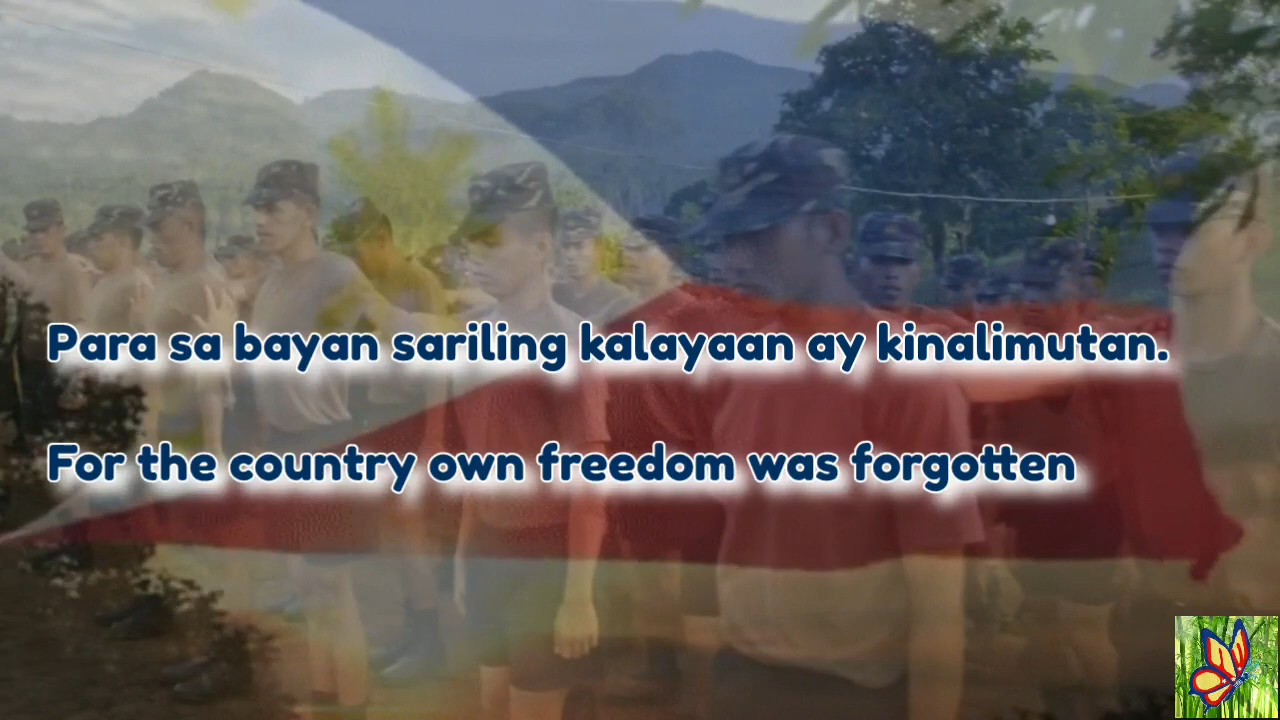 Para sa bayan sariling kalayaan ay kinalimutan.
For the country own freedom was forgotten